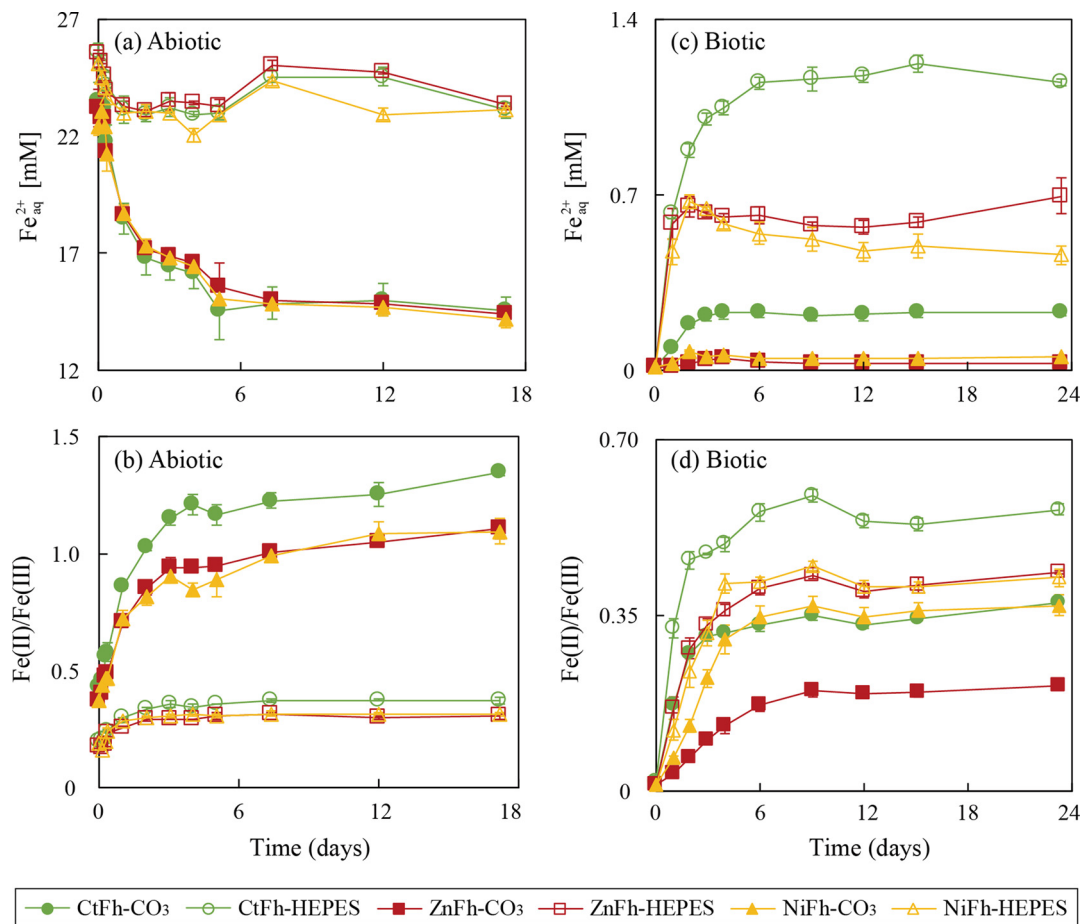 27
22
17
12
Fe²⁺aq [mM]
(a) Abiotic
0 6 12 18
1.4
0.7
0
Fe²⁺aq [mM]
(c) Biotic
0 6 12 18 24
1.5
1.0
0.5
0
Fe(II)/Fe(III)
(b) Abiotic
0 6 12 18
Time (days)
0.70
0.35
0
Fe(II)/Fe(III)
(d) Biotic
0 6 12 18 24
Time (days)
CtFh-CO₃ CtFh-HEPES ZnFh-CO₃ ZnFh-HEPES NiFh-CO₃ NiFh-HEPES